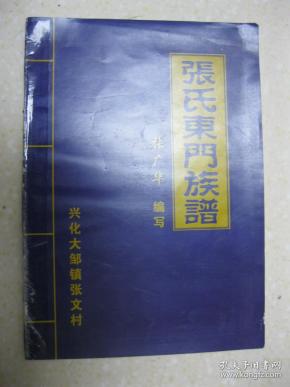 張氏東門族譜
张广华 编写
兴化大邹镇张文村
孔夫子旧书网